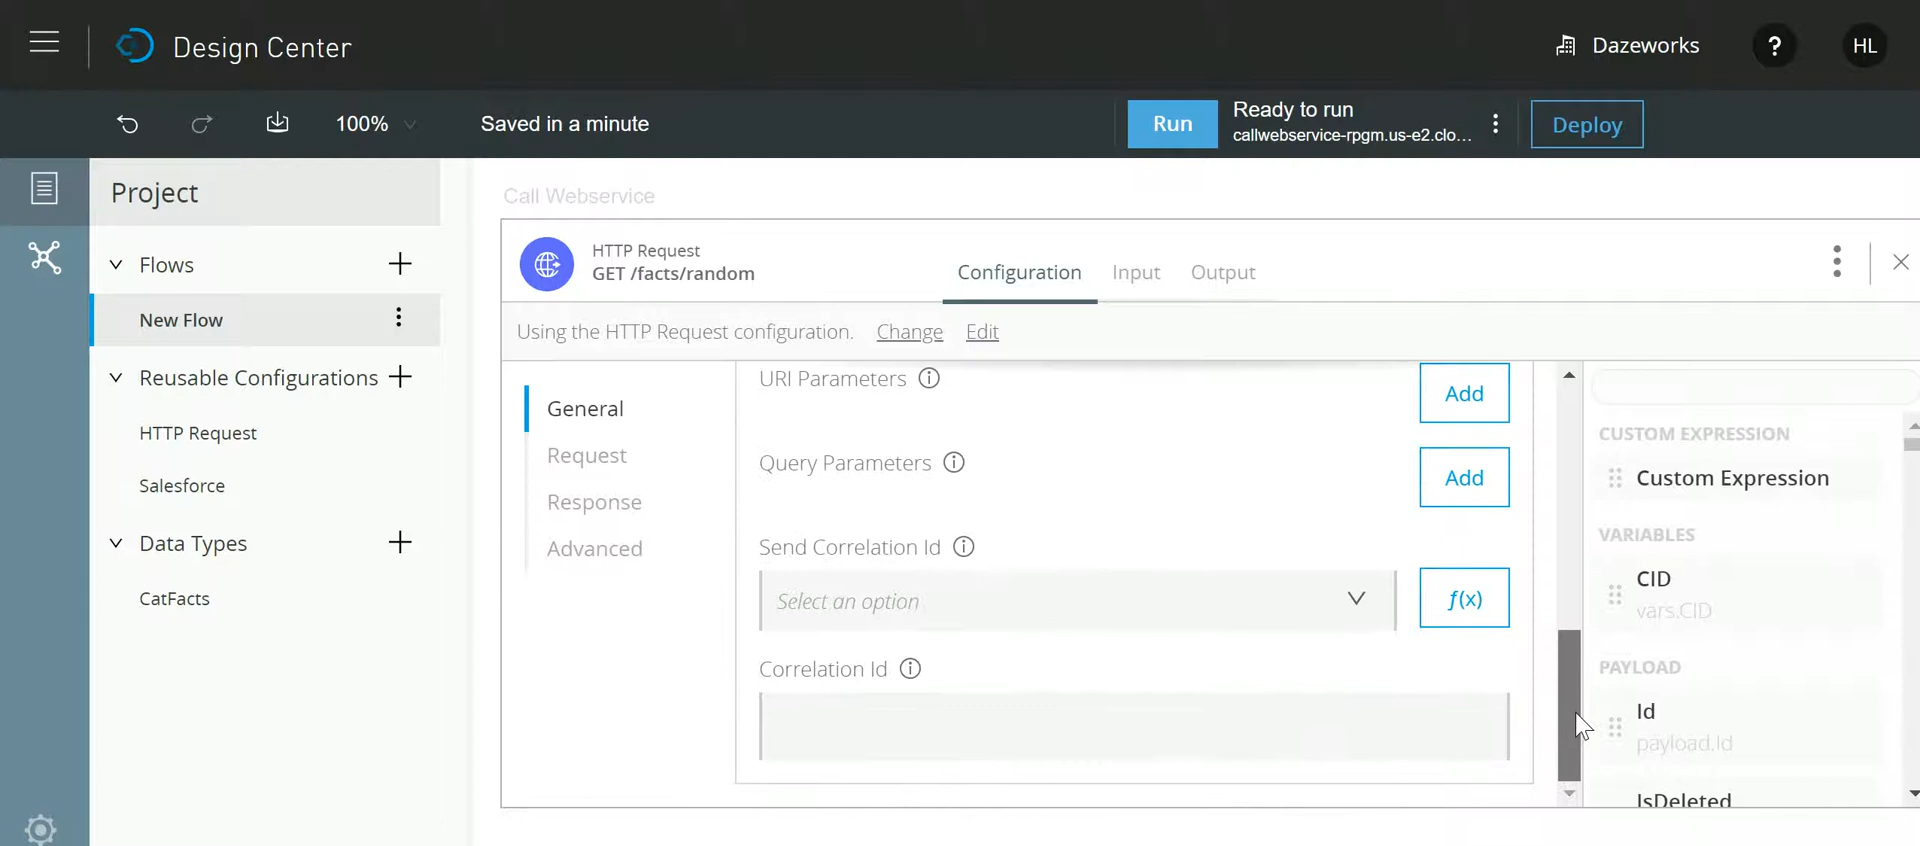 Design Center
Dazeworks
?
HL
100%
Saved in a minute
Run
Ready to run
callwebservice-rpgm.us-e2.clo...
Deploy
Project
Flows
New Flow
Reusable Configurations
HTTP Request
Salesforce
Data Types
CatFacts
Call Webservice
HTTP Request
GET /facts/random
Configuration
Input
Output
Using the HTTP Request configuration.
Change
Edit
General
Request
Response
Advanced
URI Parameters
Add
Query Parameters
Add
Send Correlation Id
Select an option
f(x)
Correlation Id
CUSTOM EXPRESSION
Custom Expression
VARIABLES
CID
vars.CID
PAYLOAD
Id
payload.Id
IsDeleted